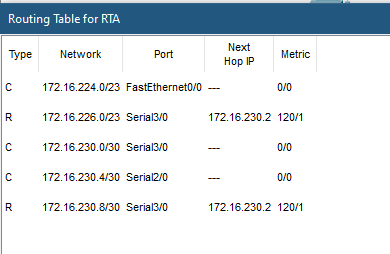 Routing Table for RTA
Type Network Port Next Hop IP Metric
C 172.16.224.0/23 FastEthernet0/0 --- 0/0
R 172.16.226.0/23 Serial3/0 172.16.230.2 120/1
C 172.16.230.0/30 Serial3/0 --- 0/0
C 172.16.230.4/30 Serial2/0 --- 0/0
R 172.16.230.8/30 Serial3/0 172.16.230.2 120/1